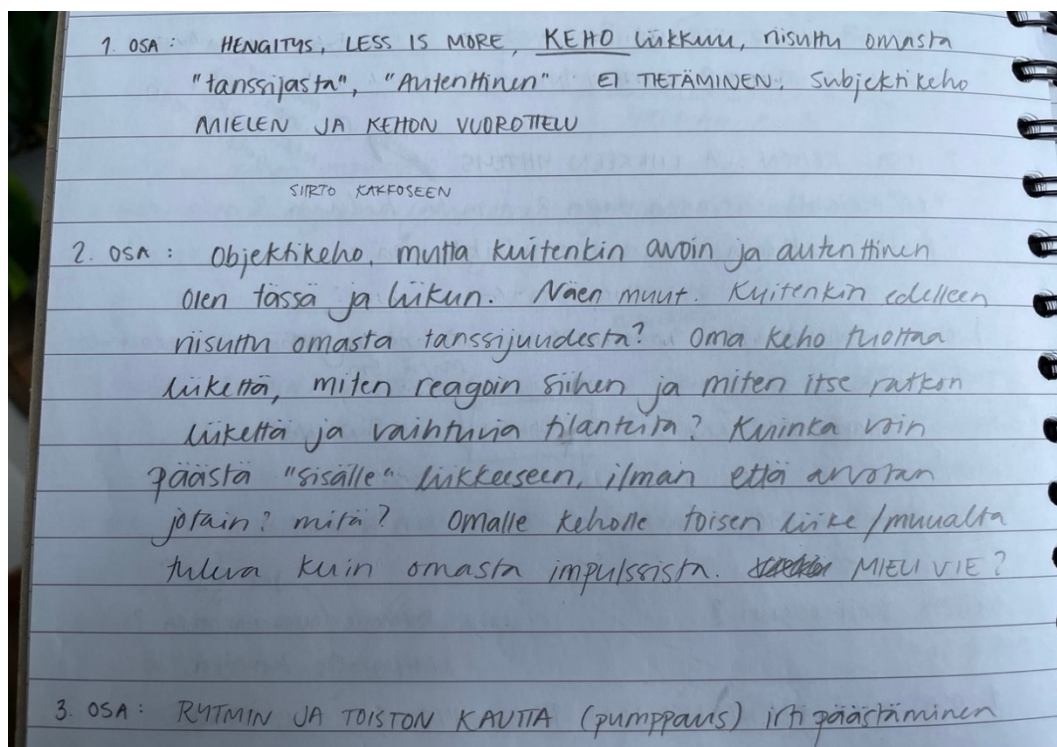 1. OSA : HENGITYS, LESS IS MORE, KEHO liikkuu, riisuttu omasta
"tanssijasta", "Autenttinen" EI TIETÄMINEN, Subjektikeho
MIELEN JA KEHON VUOROTTELU
SIIRTO KAKKOSEEN
2. OSA : Objektikeho, mutta kuitenkin avoin ja autenttinen
olen tässä ja liikun. Näen muut. Kuitenkin edelleen
riisuttu omasta tanssijuudesta? Oma keho tuottaa
liikettä, miten reagoin siihen ja miten itse ratkon
liikettä ja vaihtuvia tilanteita? Kuinka voin
päästä "sisälle" liikkeeseen, ilman että arvotan
jotain? mitä? Omalle keholle toisen liike/muualta
tuleva kuin omasta impulssista. MIELI VIE?
3. OSA : RYTMIN JA TOISTON KAUTTA (pumppaus) irti päästäminen